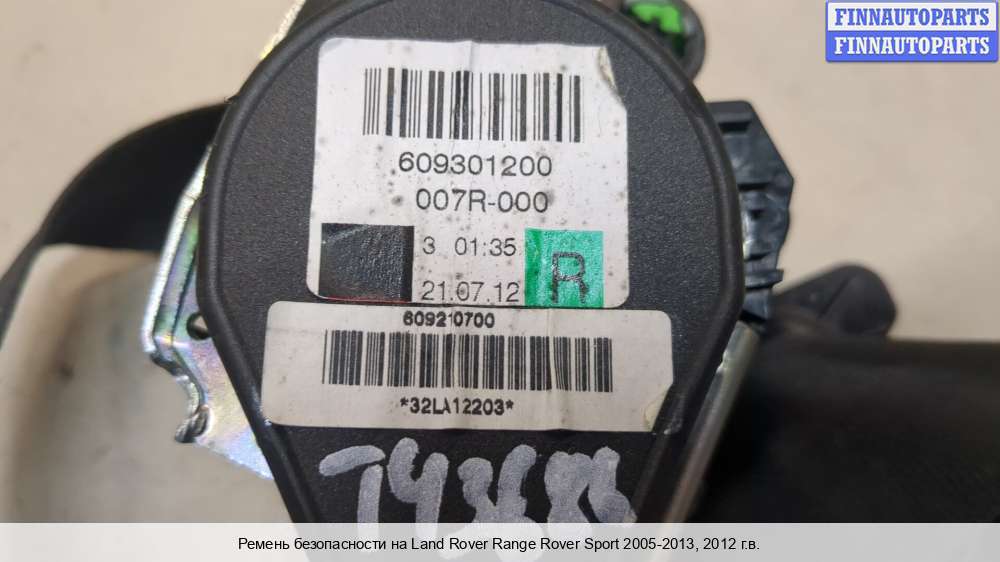 FINNAUTOPARTS
FINNAUTOPARTS
609301200
007R-000
3 01:35
21.07.12
R
609210700
*32LA12203*
Ремень безопасности на Land Rover Range Rover Sport 2005-2013, 2012 г.в.